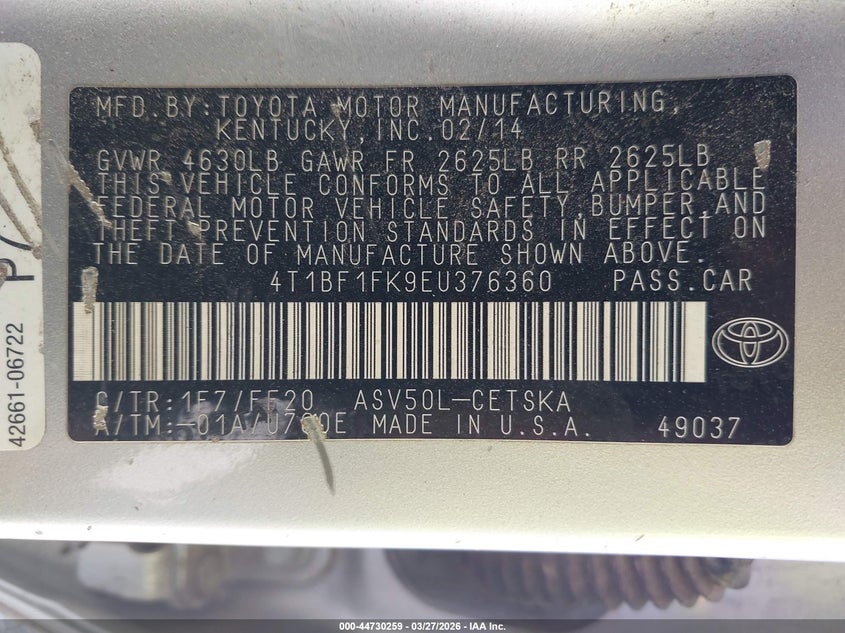 MFD. BY: TOYOTA MOTOR MANUFACTURING,
KENTUCKY, INC. 02/14
GVWR 4630LB GAWR FR 2625LB RR 2625LB
THIS VEHICLE CONFORMS TO ALL APPLICABLE
FEDERAL MOTOR VEHICLE SAFETY, BUMPER, AND
THEFT PREVENTION STANDARDS IN EFFECT ON
THE DATE OF MANUFACTURE SHOWN ABOVE.
4T1BF1FK9EU376360 PASS. CAR
C/TR: 1F7/FE20 ASV50L-CETSKA
A/TM: -01A/U760E MADE IN U.S.A. 49037
42661-06722
000-44730259 | 03/27/2026 | IAA Inc.